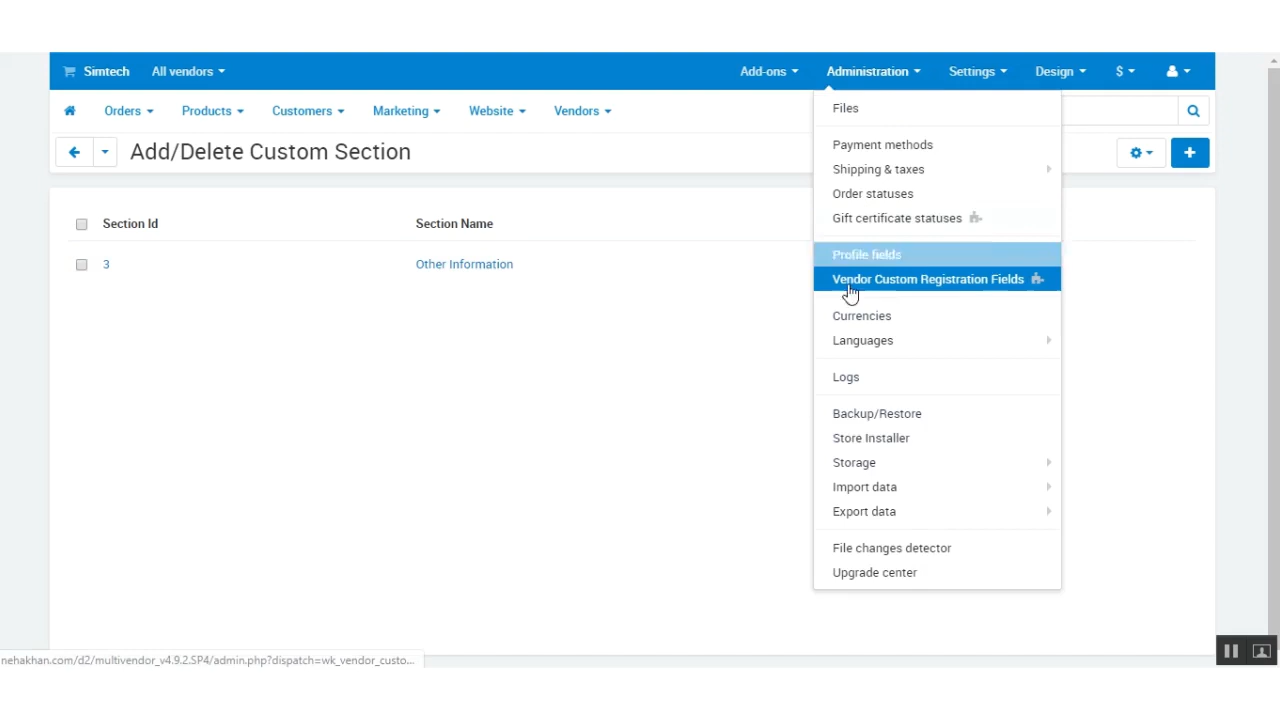 Simtech All vendors Add-ons Administration Settings Design $
Orders Products Customers Marketing Website Vendors
Add/Delete Custom Section
Section Id Section Name
3 Other Information
Files
Payment methods
Shipping & taxes
Order statuses
Gift certificate statuses
Profile fields
Vendor Custom Registration Fields
Currencies
Languages
Logs
Backup/Restore
Store Installer
Storage
Import data
Export data
File changes detector
Upgrade center
nehakhan.com/d2/multivendor_v4.9.2.SP4/admin.php?dispatch=wk_vendor_custo...